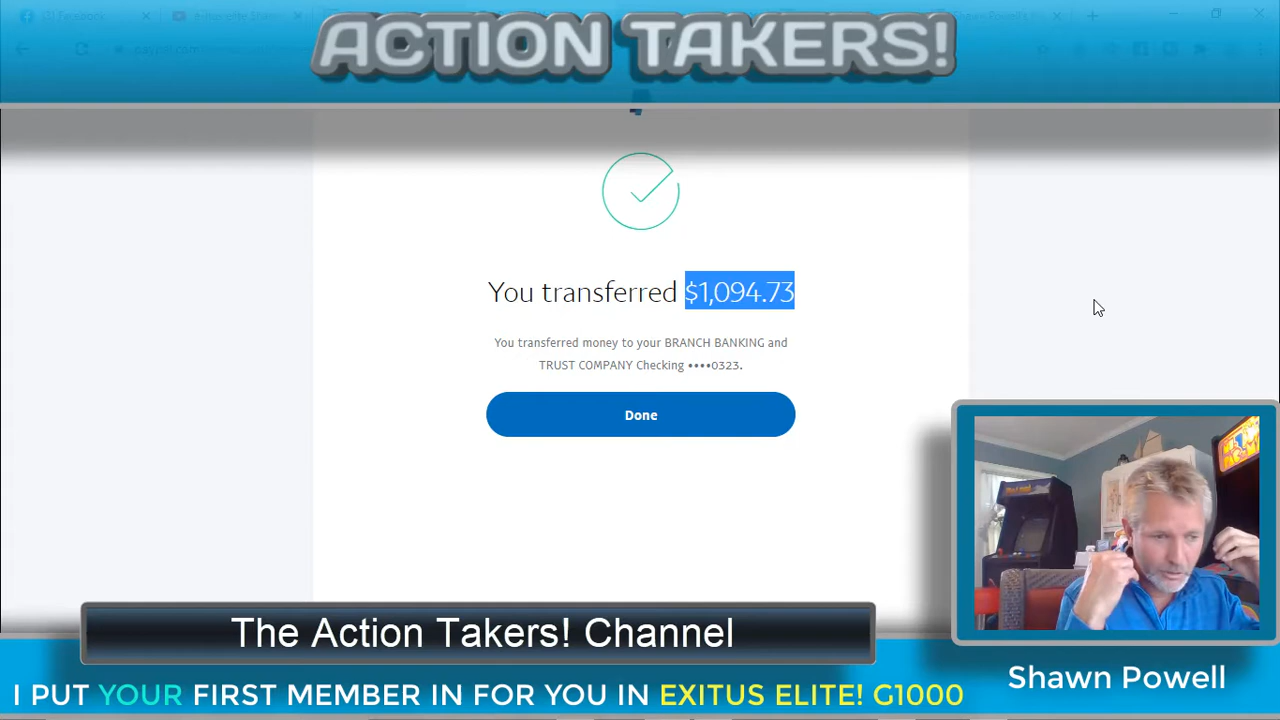 ACTION TAKERS!
You transferred $1,094.73
You transferred money to your BRANCH BANKING and
TRUST COMPANY Checking ••••0323.
Done
The Action Takers! Channel
Shawn Powell
I PUT YOUR FIRST MEMBER IN FOR YOU IN EXITUS ELITE! G1000